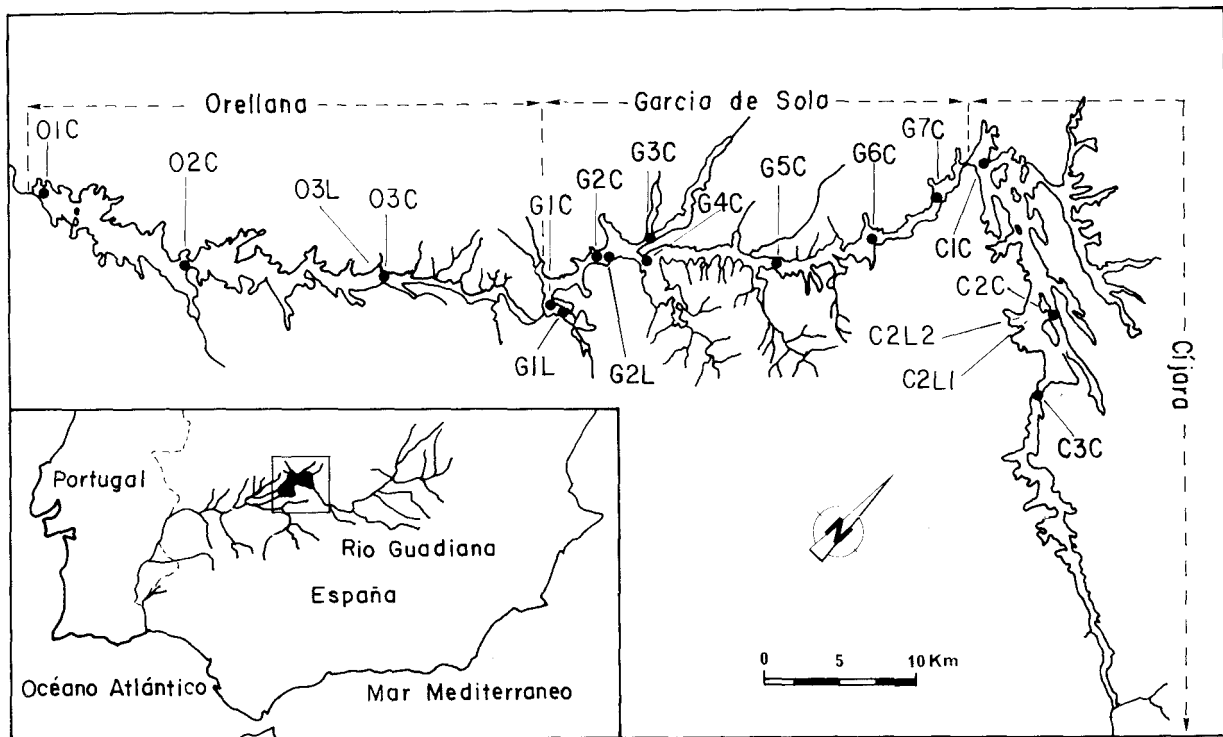 Orellana
Garcia de Sola
O1C
O2C
O3L
O3C
G1C
G2C
G3C
G4C
G5C
G6C
G7C
C1C
C2C
C2L2
C2L1
C3C
G1L
G2L
Cíjara
N
Portugal
Rio Guadiana
España
Océano Atlántico
Mar Mediterraneo
0 5 10 Km